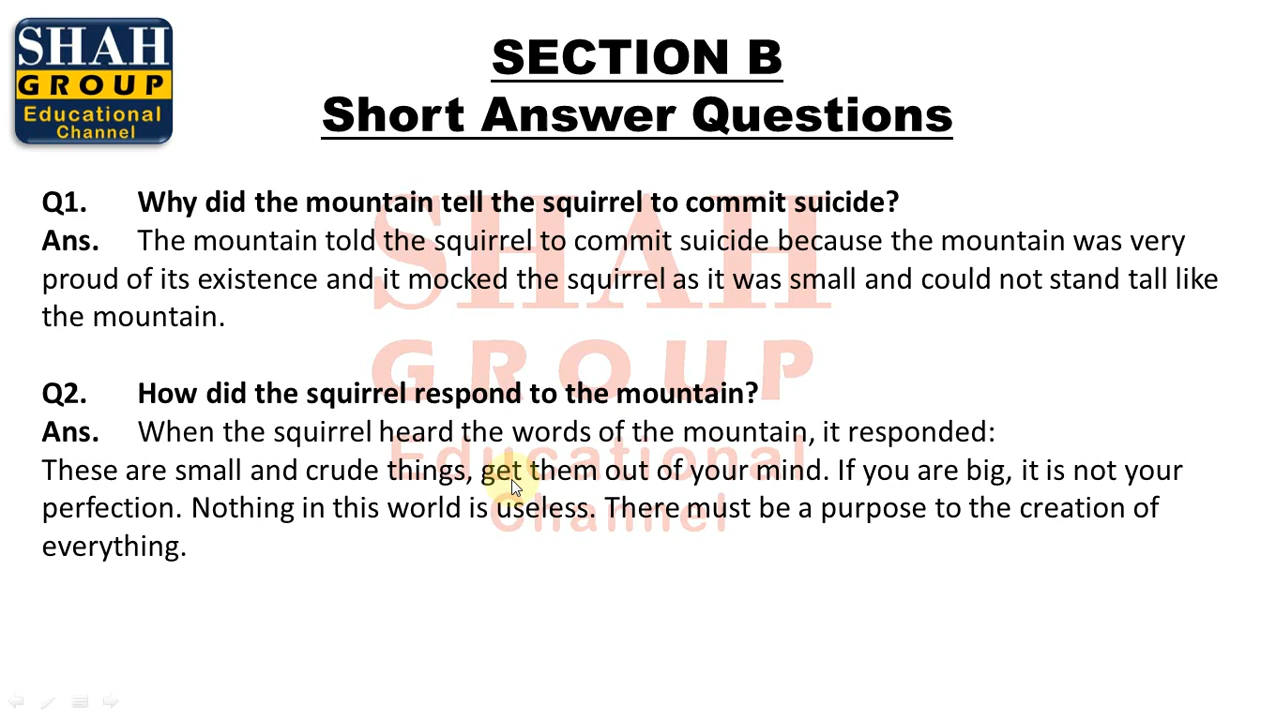 SHAH
GROUP
Educational
Channel
SECTION B
Short Answer Questions
Q1. Why did the mountain tell the squirrel to commit suicide?
Ans. The mountain told the squirrel to commit suicide because the mountain was very
proud of its existence and it mocked the squirrel as it was small and could not stand tall like
the mountain.
Q2. How did the squirrel respond to the mountain?
Ans. When the squirrel heard the words of the mountain, it responded:
These are small and crude things, get them out of your mind. If you are big, it is not your
perfection. Nothing in this world is useless. There must be a purpose to the creation of
everything.
SHAH
GROUP
Educational
Channel